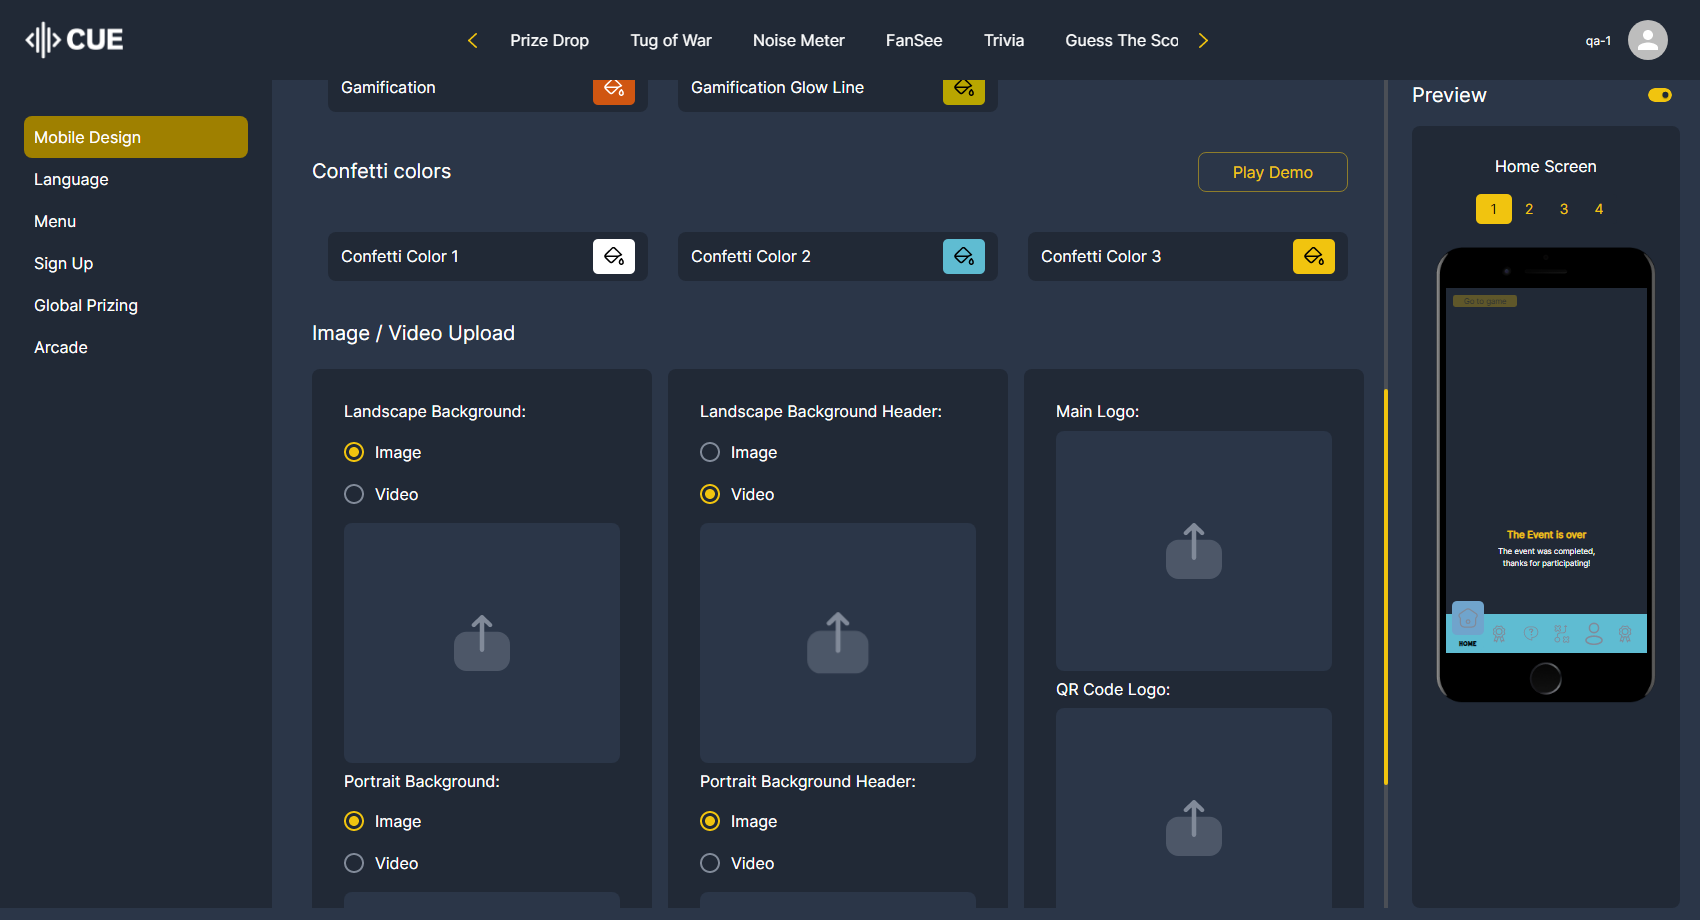 CUE
Prize Drop
Tug of War
Noise Meter
FanSee
Trivia
Guess The Sco
qa-1
Mobile Design
Language
Menu
Sign Up
Global Prizing
Arcade
Gamification
Gamification Glow Line
Confetti colors
Play Demo
Confetti Color 1
Confetti Color 2
Confetti Color 3
Image / Video Upload
Landscape Background:
Image
Video
Portrait Background:
Image
Video
Landscape Background Header:
Image
Video
Portrait Background Header:
Image
Video
Main Logo:
QR Code Logo:
Preview
Home Screen
1 2 3 4
Go to game
The Event is over
The event was completed,
thanks for participating!
HOME